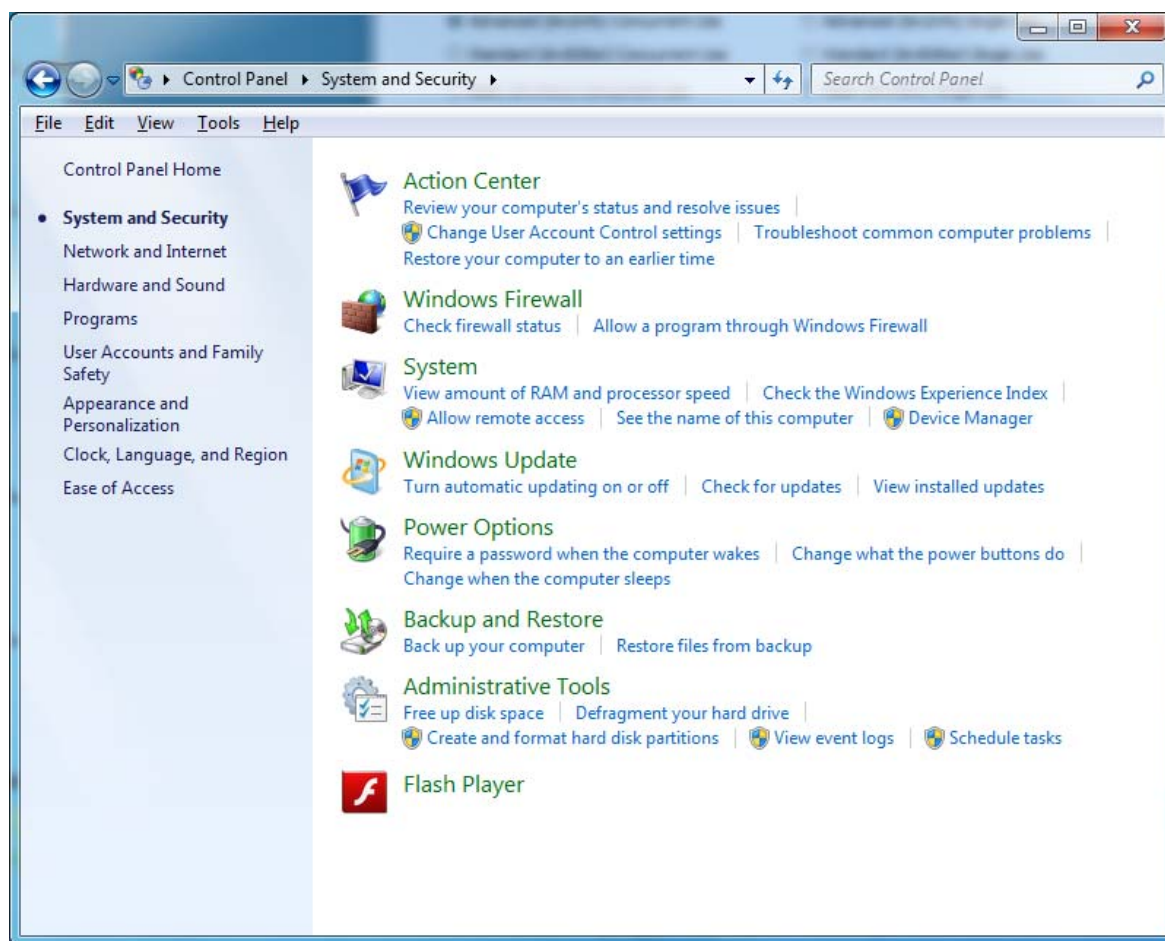 Control Panel System and Security
Search Control Panel
File Edit View Tools Help
Control Panel Home
System and Security
Network and Internet
Hardware and Sound
Programs
User Accounts and Family
Safety
Appearance and
Personalization
Clock, Language, and Region
Ease of Access
Action Center
Review your computer's status and resolve issues
Change User Account Control settings Troubleshoot common computer problems
Restore your computer to an earlier time
Windows Firewall
Check firewall status Allow a program through Windows Firewall
System
View amount of RAM and processor speed Check the Windows Experience Index
Allow remote access See the name of this computer Device Manager
Windows Update
Turn automatic updating on or off Check for updates View installed updates
Power Options
Require a password when the computer wakes Change what the power buttons do
Change when the computer sleeps
Backup and Restore
Back up your computer Restore files from backup
Administrative Tools
Free up disk space Defragment your hard drive
Create and format hard disk partitions View event logs Schedule tasks
Flash Player